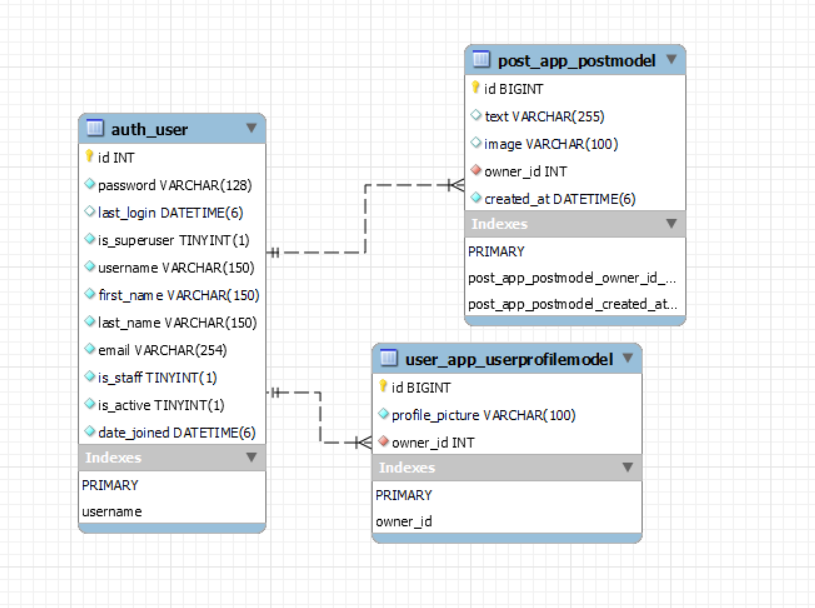 auth_user
id INT
password VARCHAR(128)
last_login DATETIME(6)
is_superuser TINYINT(1)
username VARCHAR(150)
first_name VARCHAR(150)
last_name VARCHAR(150)
email VARCHAR(254)
is_staff TINYINT(1)
is_active TINYINT(1)
date_joined DATETIME(6)
Indexes
PRIMARY
username
post_app_postmodel
id BIGINT
text VARCHAR(255)
image VARCHAR(100)
owner_id INT
created_at DATETIME(6)
Indexes
PRIMARY
post_app_postmodel_owner_id_...
post_app_postmodel_created_at...
user_app_userprofilemodel
id BIGINT
profile_picture VARCHAR(100)
owner_id INT
Indexes
PRIMARY
owner_id